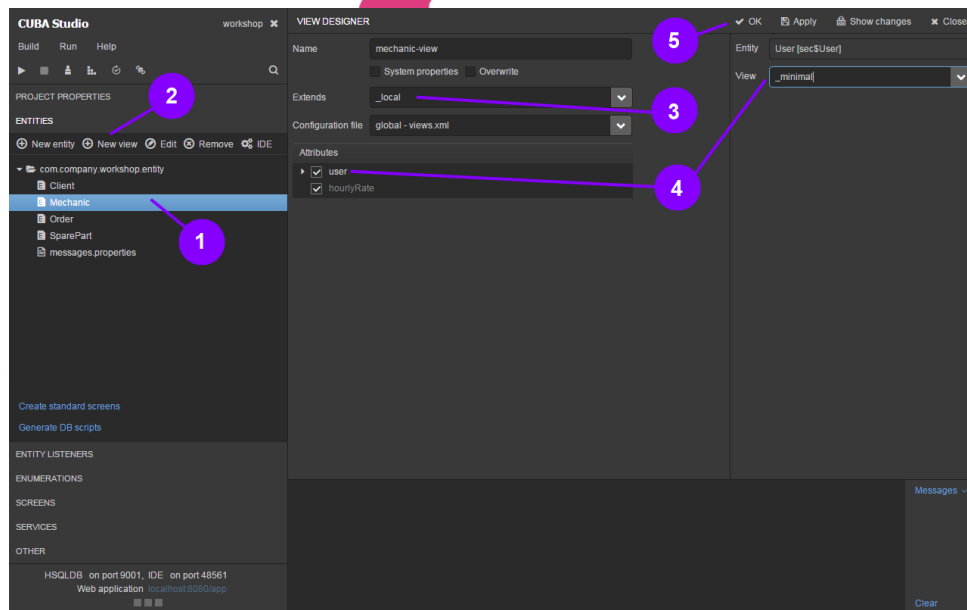 CUBA Studio
workshop
Build Run Help
PROJECT PROPERTIES
2
ENTITIES
New entity New view Edit Remove IDE
com.company.workshop.entity
Client
Mechanic
Order
SparePart
messages.properties
1
Create standard screens
Generate DB scripts
ENTITY LISTENERS
ENUMERATIONS
SCREENS
SERVICES
OTHER
HSQLDB on port 9001, IDE on port 48561
Web application localhost:8080/app
VIEW DESIGNER
OK Apply Show changes Close
5
Name mechanic-view
System properties Overwrite
Extends _local
3
Configuration file global - views.xml
Attributes
user
hourlyRate
4
Entity User [sec$User]
View _minimal
Messages
Clear